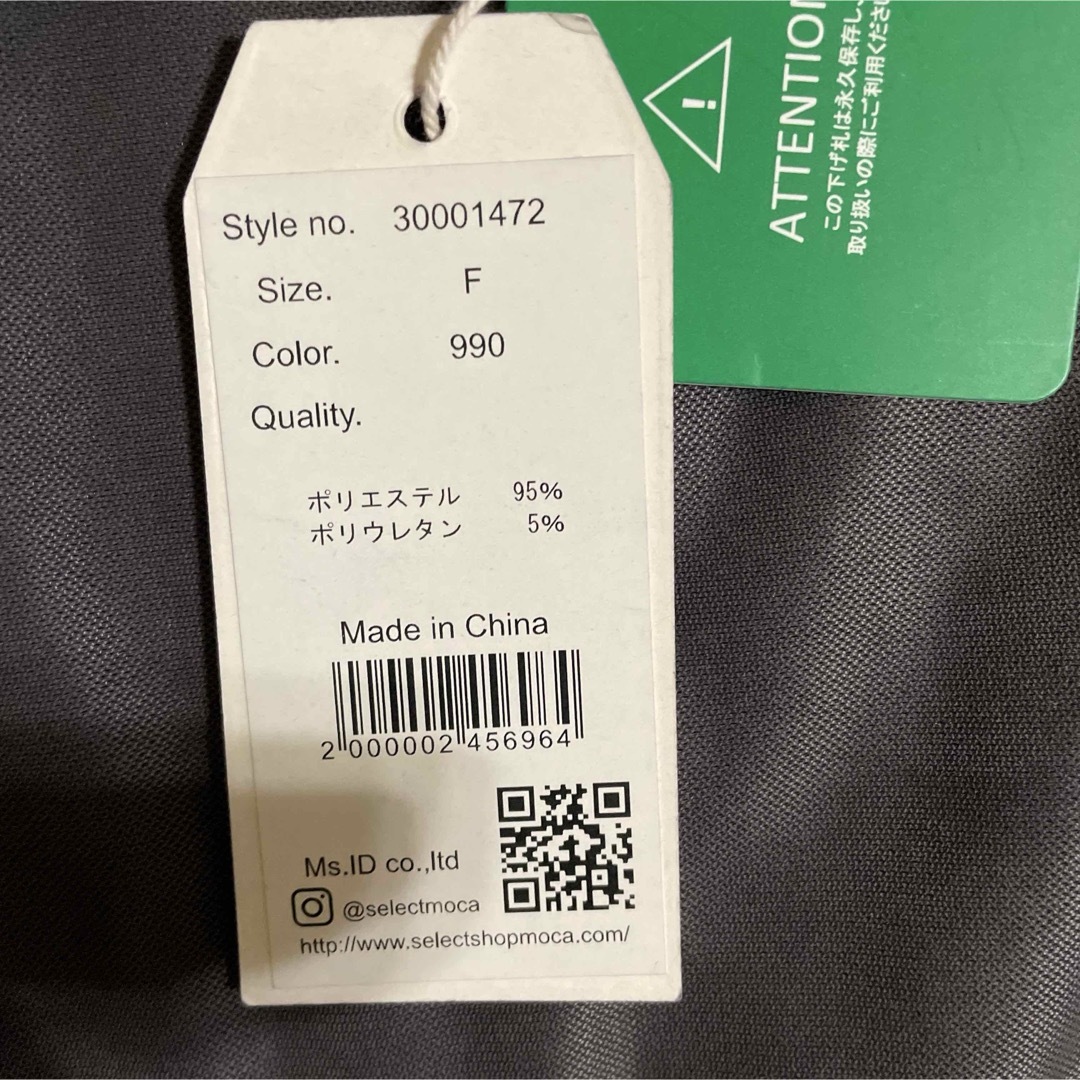 Style no. 30001472
Size. F
Color. 990
Quality.
ポリエステル 95%
ポリウレタン 5%
Made in China
2 000002 456964
Ms.ID co.,ltd
@selectmoca
http://www.selectshopmoca.com/
ATTENTION
この下げ札は永久保存し、
取り扱いの際にご利用ください